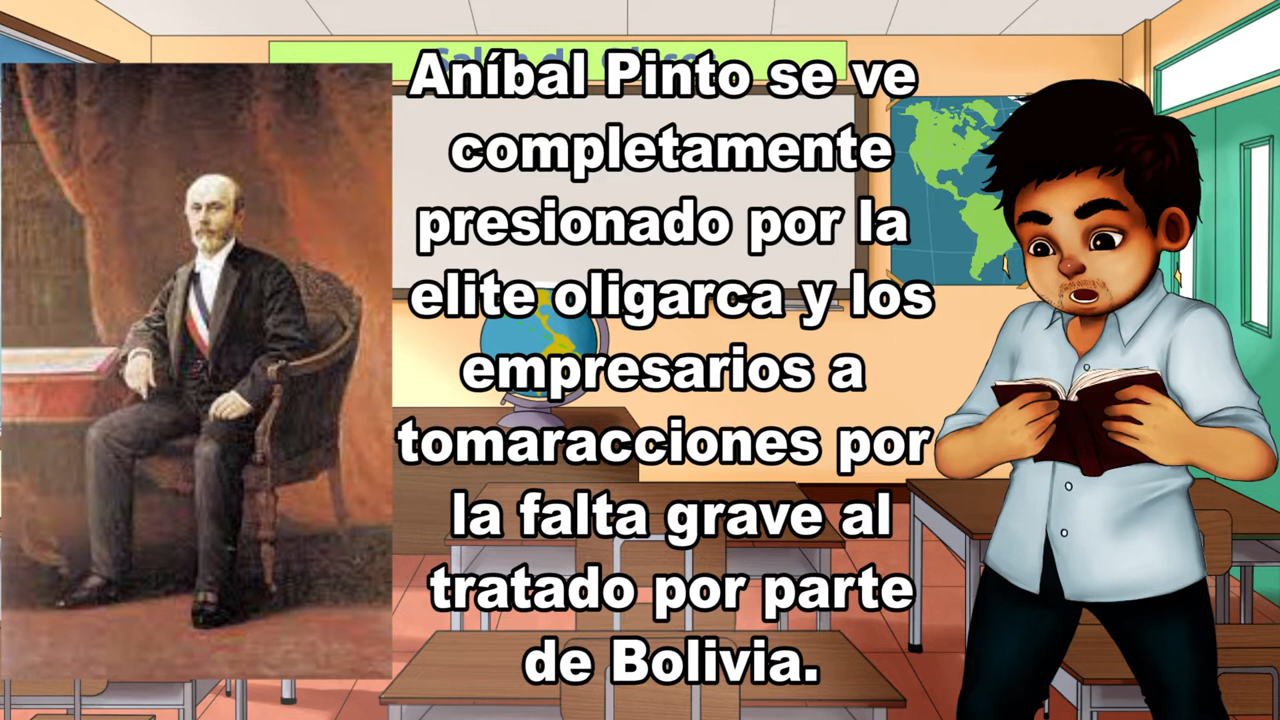 Aníbal Pinto se ve
completamente
presionado por la
elite oligarca y los
empresarios a
tomaracciones por
la falta grave al
tratado por parte
de Bolivia.